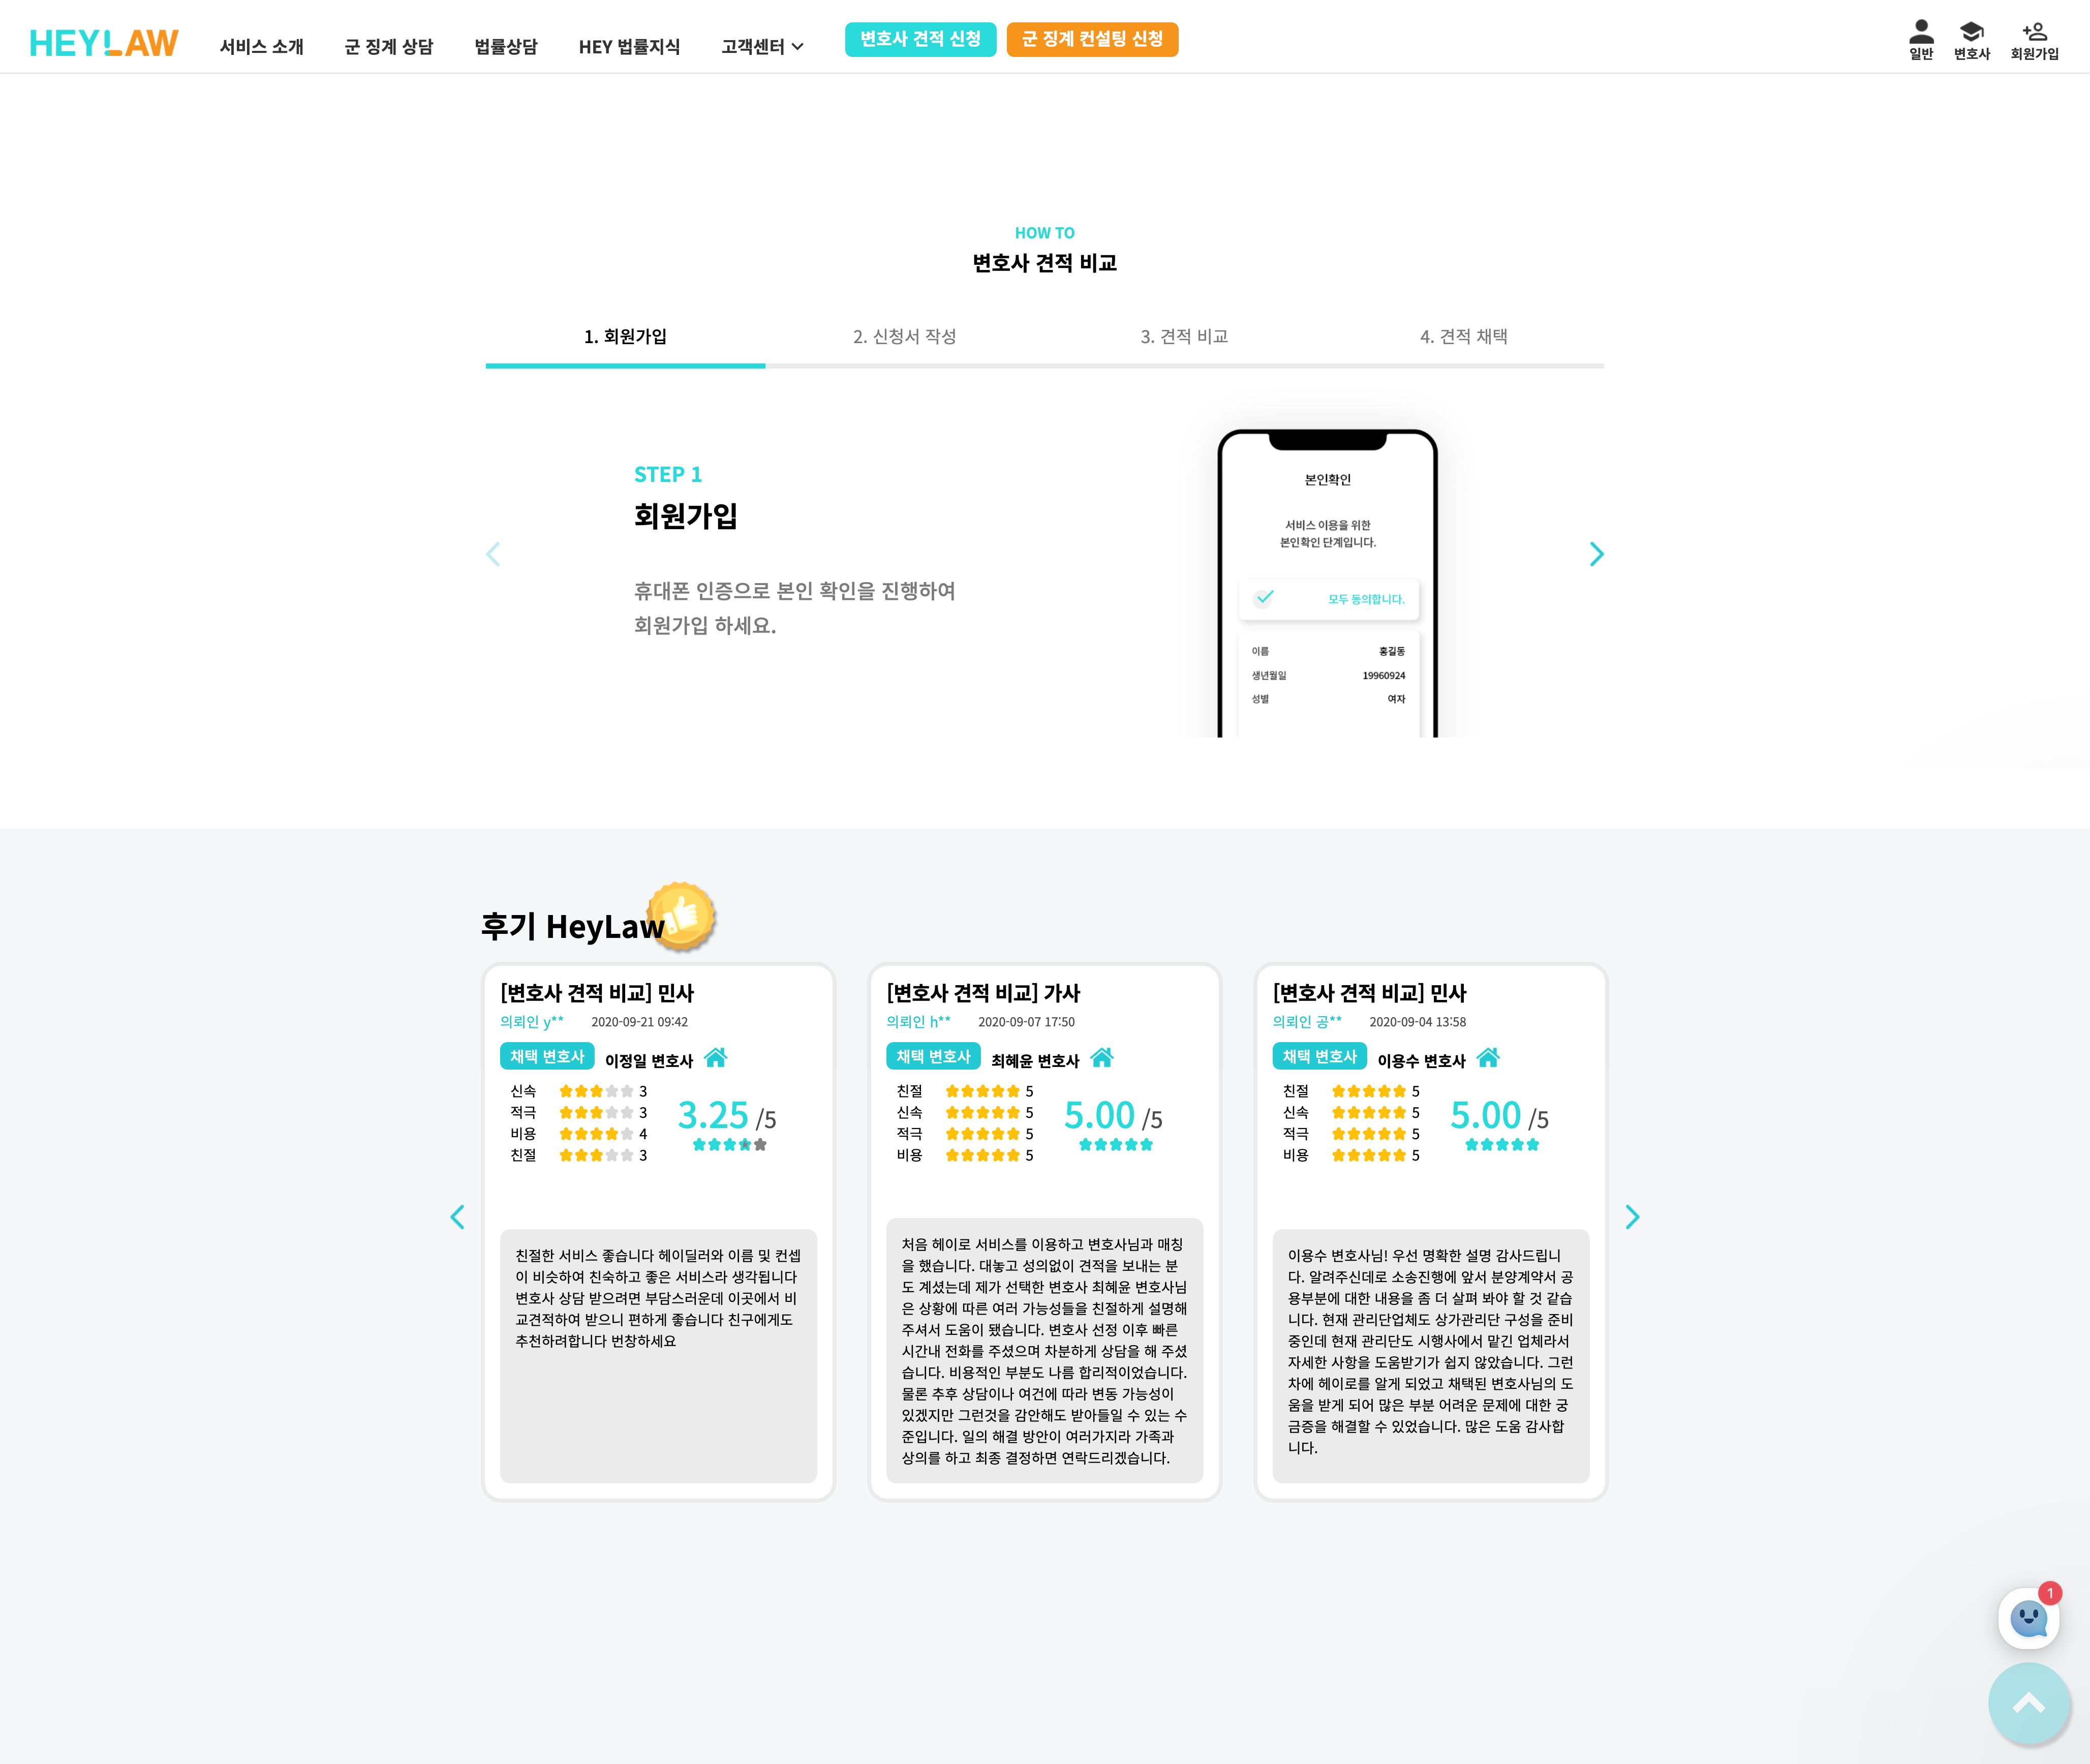 HEYLAW
서비스 소개
군 징계 상담
법률상담
HEY 법률지식
고객센터
변호사 견적 신청
군 징계 컨설팅 신청
일반
변호사
회원가입
HOW TO
변호사 견적 비교
1. 회원가입
2. 신청서 작성
3. 견적 비교
4. 견적 채택
STEP 1
회원가입
휴대폰 인증으로 본인 확인을 진행하여
회원가입 하세요.
본인확인
서비스 이용을 위한
본인확인 단계입니다.
모두 동의합니다.
이름 홍길동
생년월일 19960924
성별 여자
후기 HeyLaw
[변호사 견적 비교] 민사
의뢰인 y** 2020-09-21 09:42
채택 변호사 이정일 변호사
신속 3
적극 3
비용 4
친절 3
3.25 /5
친절한 서비스 좋습니다 헤이딜러와 이름 및 컨셉
이 비슷하여 친숙하고 좋은 서비스라 생각됩니다
변호사 상담 받으려면 부담스러운데 이곳에서 비
교견적하여 받으니 편하게 좋습니다 친구에게도
추천하려합니다 번창하세요
[변호사 견적 비교] 가사
의뢰인 h** 2020-09-07 17:50
채택 변호사 최혜윤 변호사
친절 5
신속 5
적극 5
비용 5
5.00 /5
처음 헤이로 서비스를 이용하고 변호사님과 매칭
을 했습니다. 대놓고 성의없이 견적을 보내는 분
도 계셨는데 제가 선택한 변호사 최혜윤 변호사님
은 상황에 따른 여러 가능성들을 친절하게 설명해
주셔서 도움이 됐습니다. 변호사 선정 이후 빠른
시간내 전화를 주셨으며 차분하게 상담을 해 주셨
습니다. 비용적인 부분도 나름 합리적이었습니다.
물론 추후 상담이나 여건에 따라 변동 가능성이
있겠지만 그런것을 감안해도 받아들일 수 있는 수
준입니다. 일의 해결 방안이 여러가지라 가족과
상의를 하고 최종 결정하면 연락드리겠습니다.
[변호사 견적 비교] 민사
의뢰인 공** 2020-09-04 13:58
채택 변호사 이용수 변호사
친절 5
신속 5
적극 5
비용 5
5.00 /5
이용수 변호사님! 우선 명확한 설명 감사드립니
다. 알려주신데로 소송진행에 앞서 분양계약서 공
용부분에 대한 내용을 좀 더 살펴 봐야 할 것 같습
니다. 현재 관리단업체도 상가관리단 구성을 준비
중인데 현재 관리단도 시행사에서 맡긴 업체라서
자세한 사항을 도움받기가 쉽지 않았습니다. 그런
차에 헤이로를 알게 되었고 채택된 변호사님의 도
움을 받게 되어 많은 부분 어려운 문제에 대한 궁
금증을 해결할 수 있었습니다. 많은 도움 감사합
니다.
1